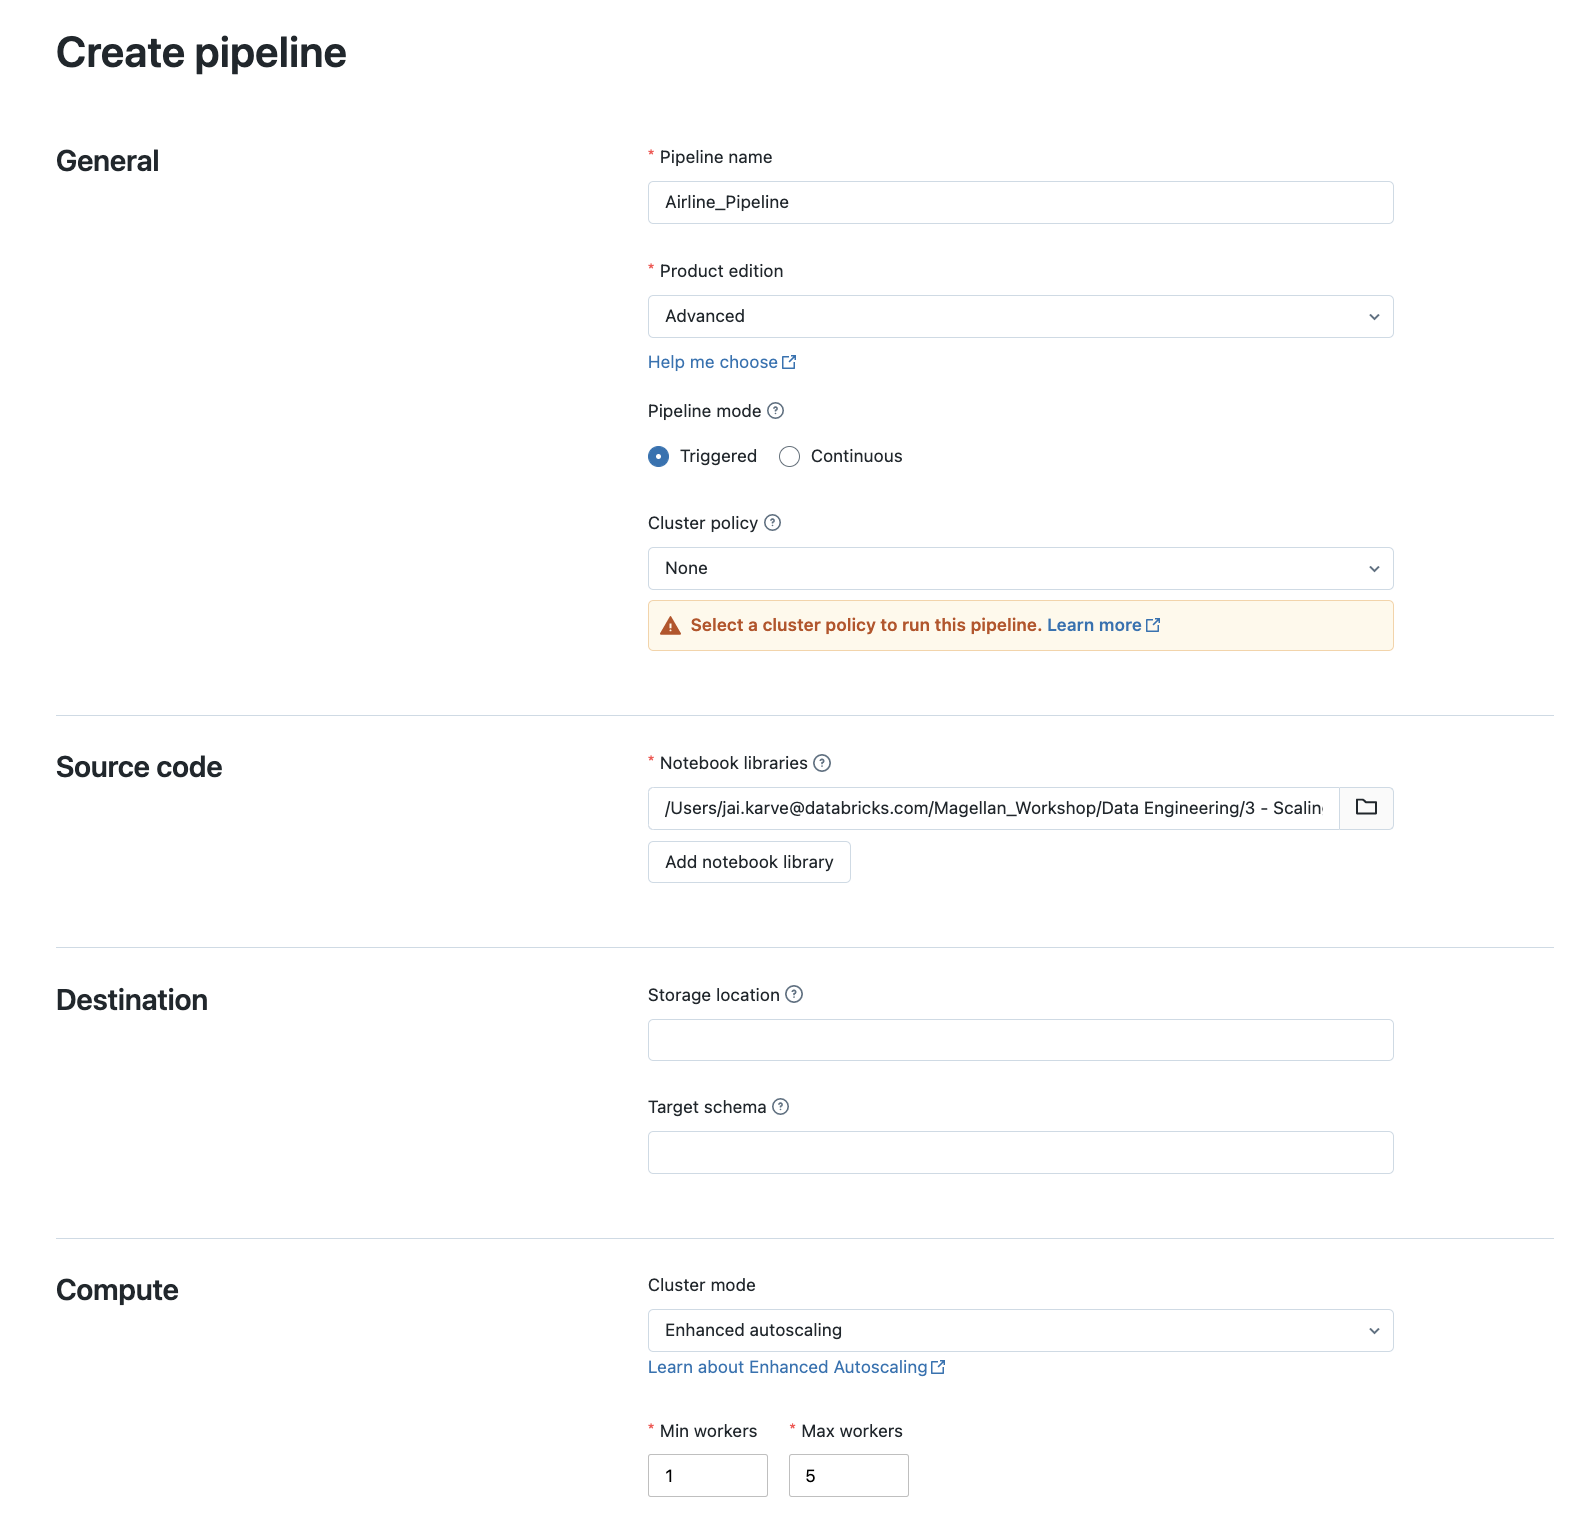 Create pipeline
General
* Pipeline name
Airline_Pipeline
* Product edition
Advanced
Help me choose
Pipeline mode
Triggered Continuous
Cluster policy
None
Select a cluster policy to run this pipeline. Learn more
Source code
* Notebook libraries
/Users/jai.karve@databricks.com/Magellan_Workshop/Data Engineering/3 - Scalin
Add notebook library
Destination
Storage location
Target schema
Compute
Cluster mode
Enhanced autoscaling
Learn about Enhanced Autoscaling
* Min workers * Max workers
1 5